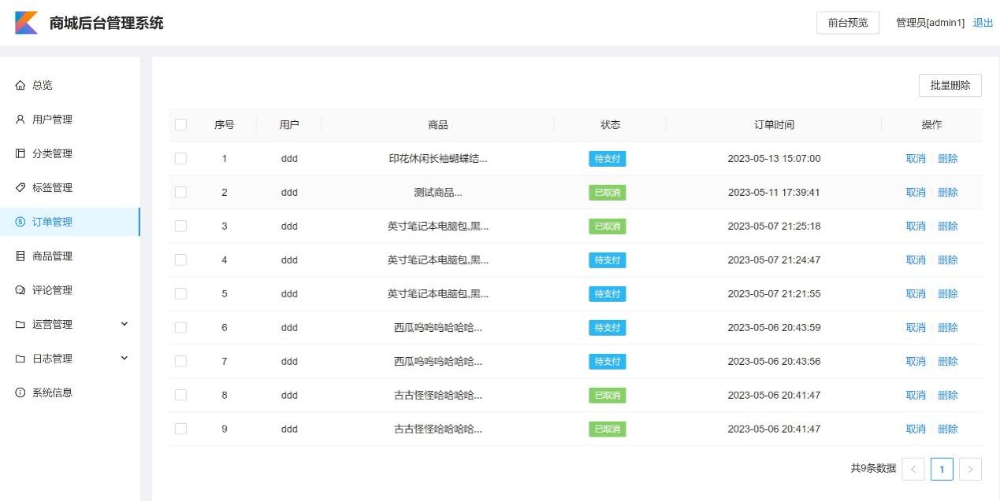 商城后台管理系统
前台预览 管理员[admin1] 退出
总览
用户管理
分类管理
标签管理
订单管理
商品管理
评论管理
运营管理
日志管理
系统信息
批量删除
序号 用户 商品 状态 订单时间 操作
1 ddd 印花休闲长袖蝴蝶结... 待支付 2023-05-13 15:07:00 取消 删除
2 ddd 测试商品... 已取消 2023-05-11 17:39:41 取消 删除
3 ddd 英寸笔记本电脑包,黑... 已取消 2023-05-07 21:25:18 取消 删除
4 ddd 英寸笔记本电脑包,黑... 待支付 2023-05-07 21:24:47 取消 删除
5 ddd 英寸笔记本电脑包,黑... 待支付 2023-05-07 21:21:55 取消 删除
6 ddd 西瓜呜呜呜哈哈哈... 待支付 2023-05-06 20:43:59 取消 删除
7 ddd 西瓜呜呜呜哈哈哈... 待支付 2023-05-06 20:43:56 取消 删除
8 ddd 古古怪怪哈哈哈哈... 已取消 2023-05-06 20:41:47 取消 删除
9 ddd 古古怪怪哈哈哈哈... 已取消 2023-05-06 20:41:47 取消 删除
共9条数据 < 1 >